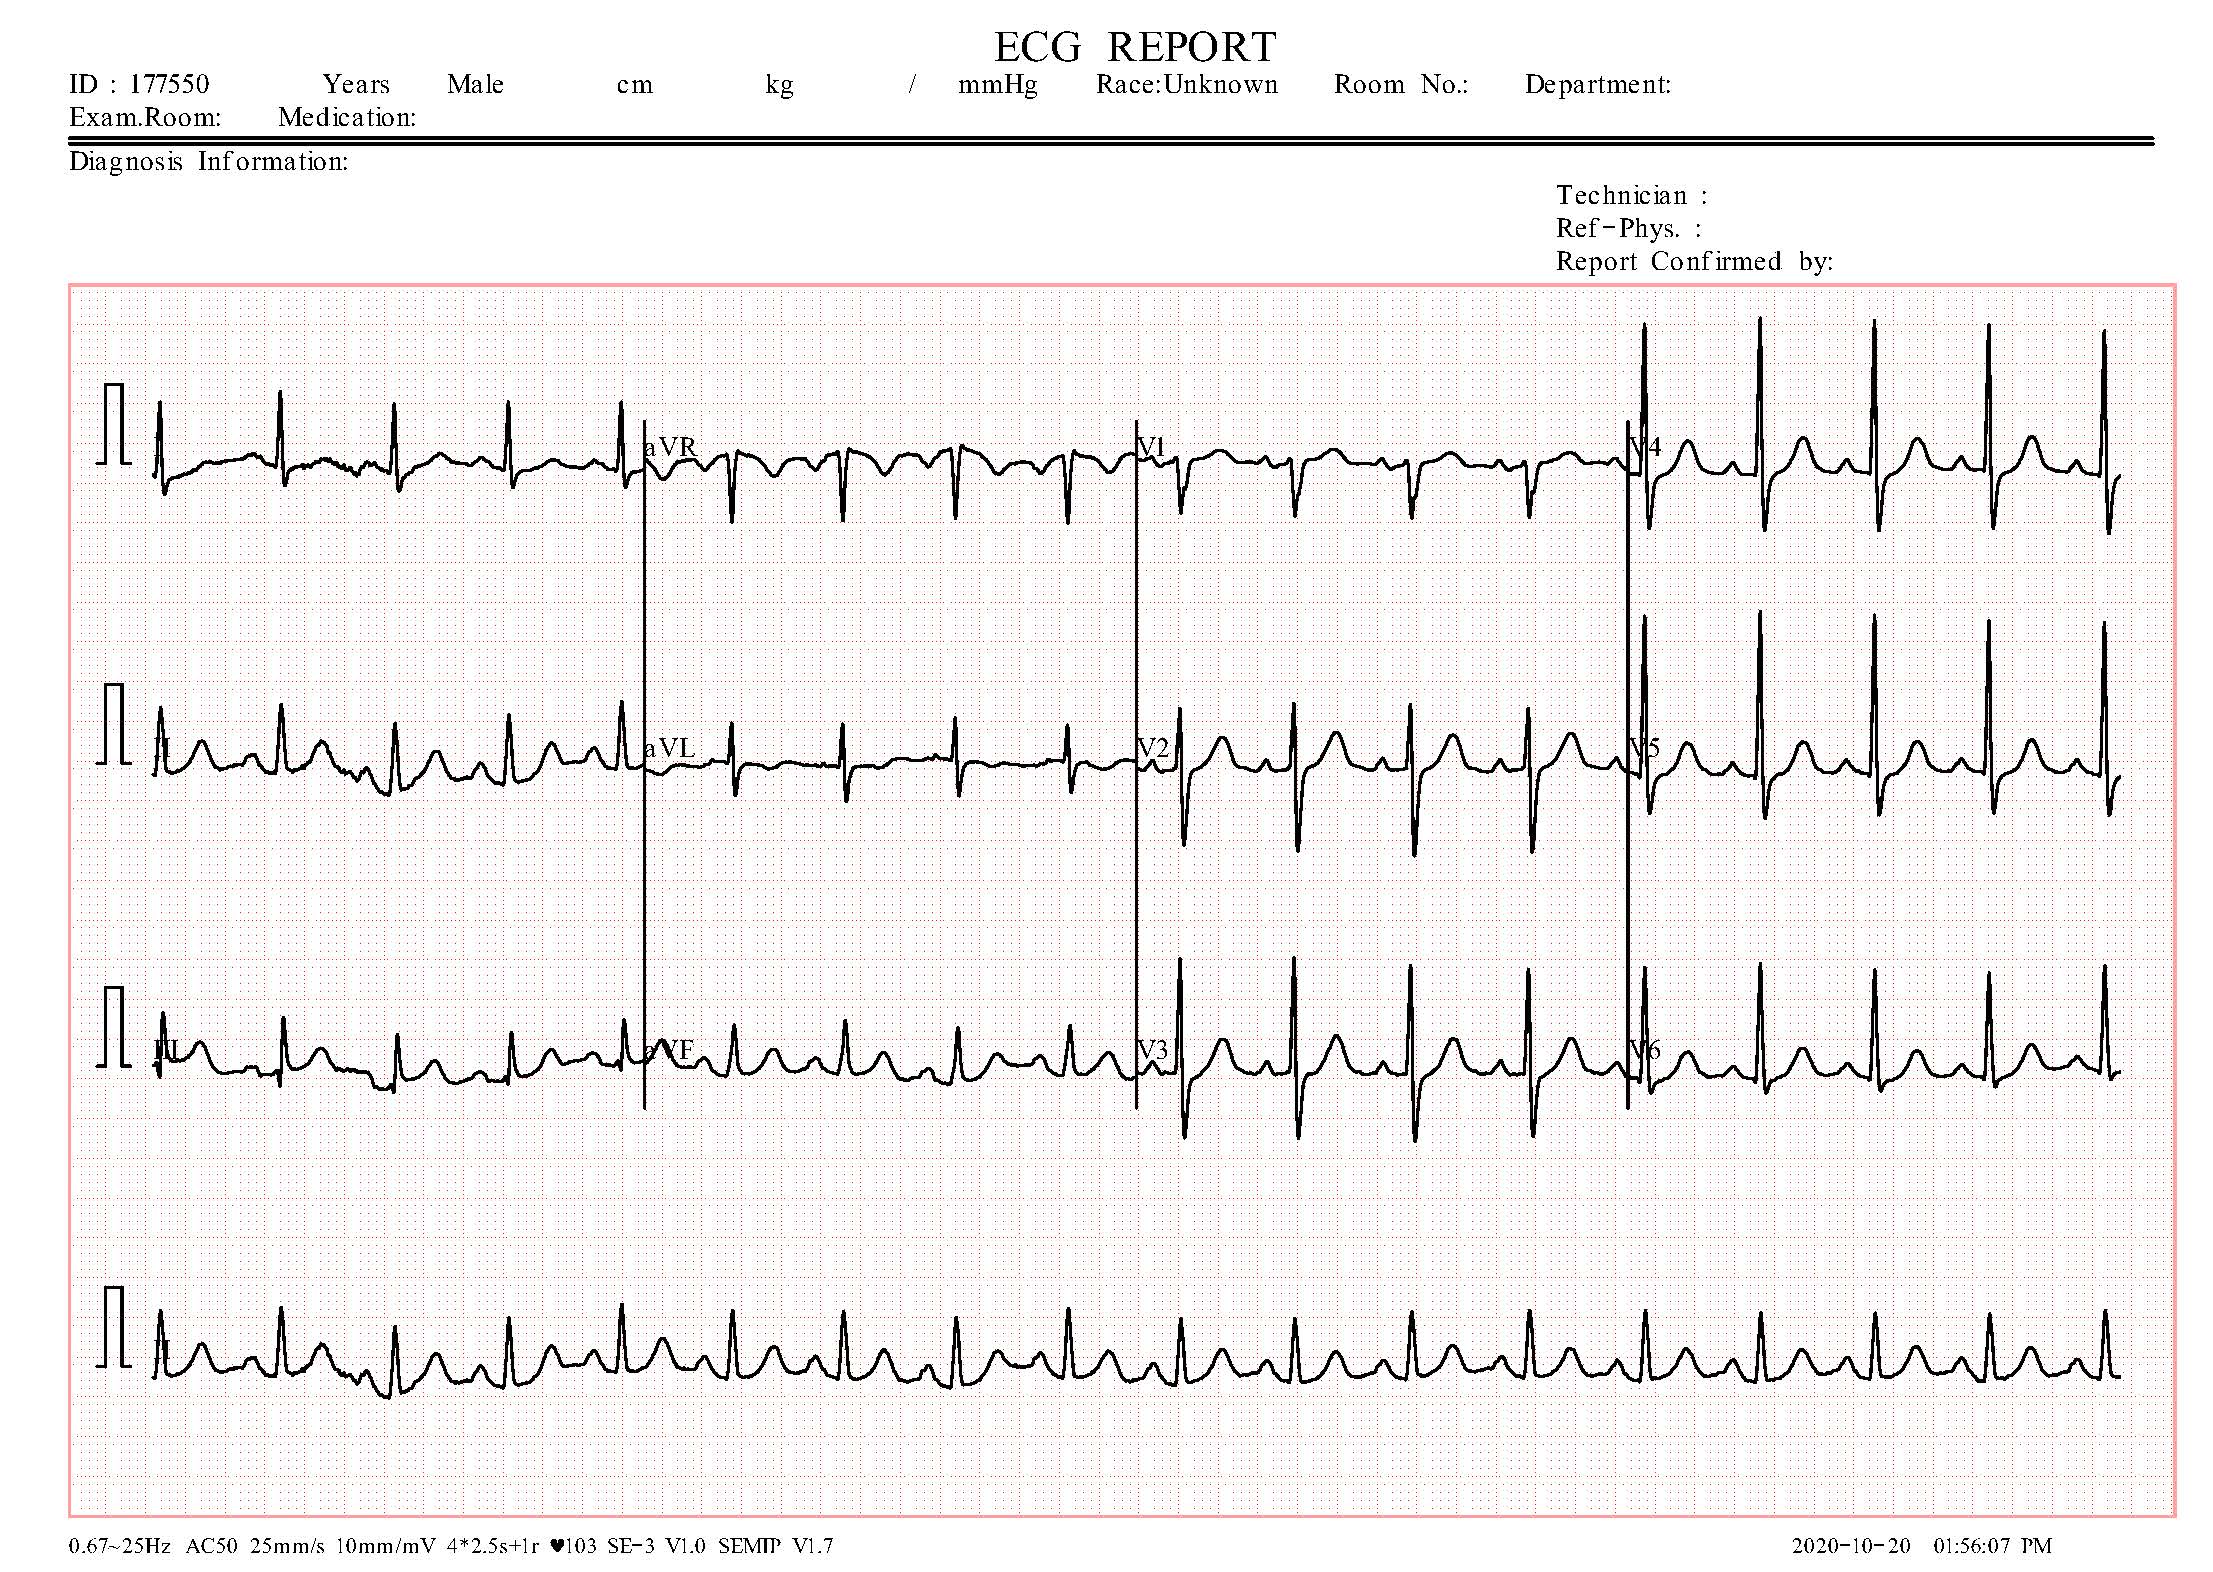 ECG REPORT
ID : 177550 Years Male cm kg / mmHg Race:Unknown Room No.: Department:
Exam.Room: Medication:
Diagnosis Information:
Technician :
Ref-Phys. :
Report Confirmed by:
aVR V1 V4
II aVL V2 V5
III aVF V3 V6
II
0.67~25Hz AC50 25mm/s 10mm/mV 4*2.5s+1r ♥103 SE-3 V1.0 SEMIP V1.7
2020-10-20 01:56:07 PM